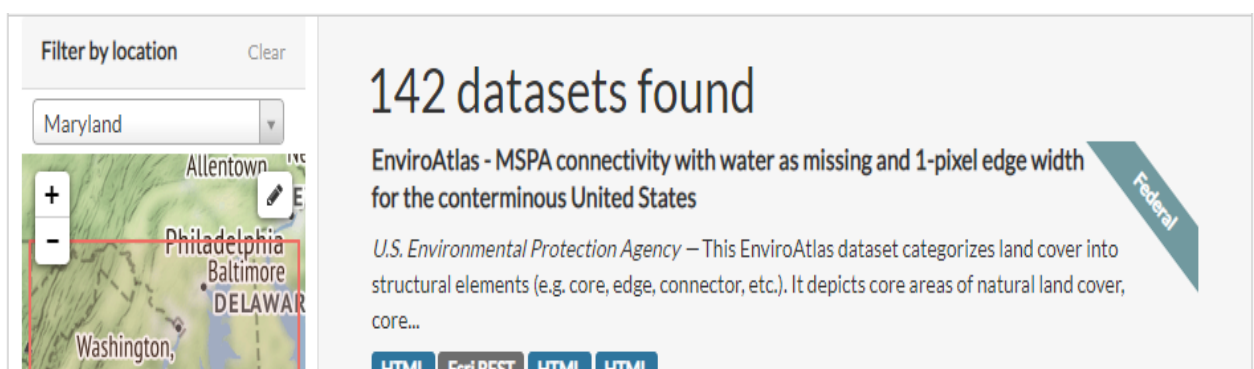 Filter by location Clear
Maryland
+
−
Allentown
Philadelphia
Baltimore
DELAWAR
Washington,
142 datasets found
EnviroAtlas - MSPA connectivity with water as missing and 1-pixel edge width
for the conterminous United States
Federal
U.S. Environmental Protection Agency — This EnviroAtlas dataset categorizes land cover into
structural elements (e.g. core, edge, connector, etc.). It depicts core areas of natural land cover,
core...
HTML Esri REST HTML HTML